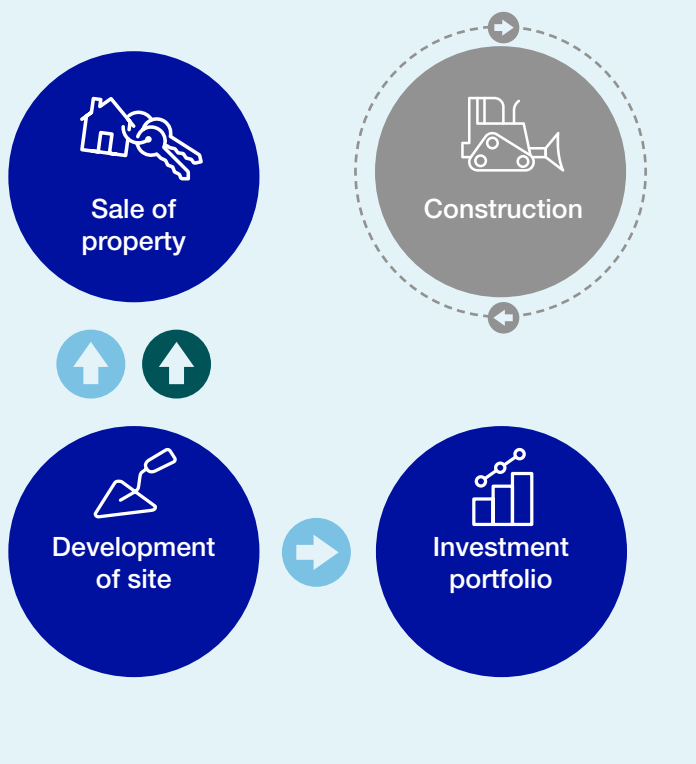 Sale of
property
Construction
Development
of site
Investment
portfolio